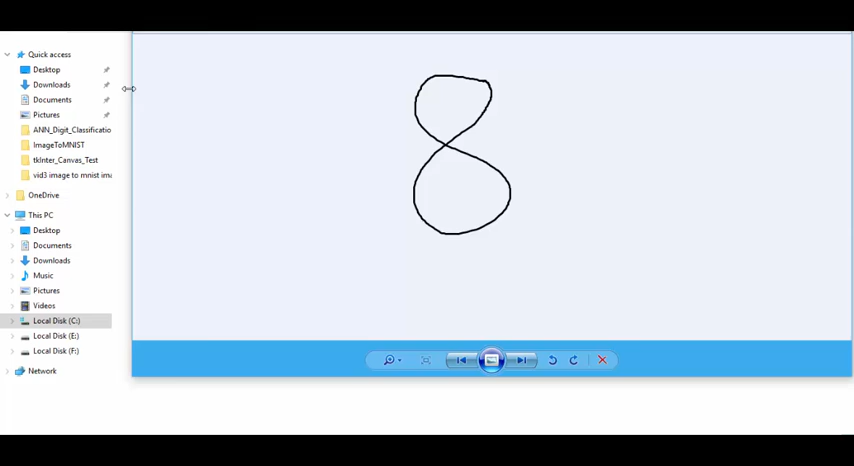 Quick access
Desktop
Downloads
Documents
Pictures
ANN_Digit_Classificatio
ImageToMNIST
tkInter_Canvas_Test
vid3 image to mnist ima
OneDrive
This PC
Desktop
Documents
Downloads
Music
Pictures
Videos
Local Disk (C:)
Local Disk (E:)
Local Disk (F:)
Network
8